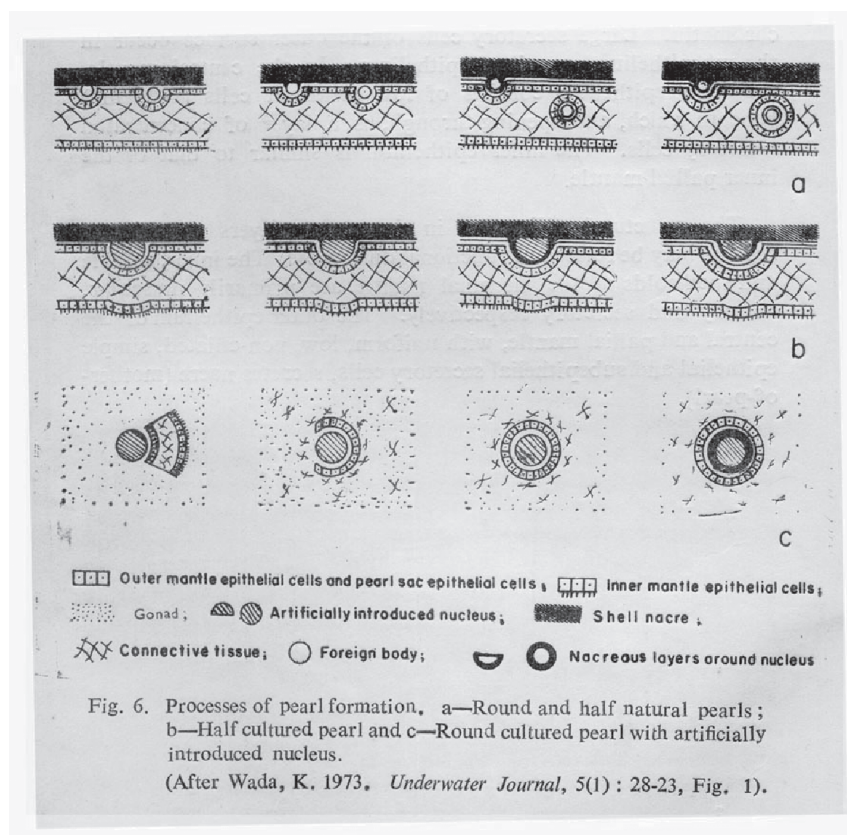 a
b
c
Outer mantle epithelial cells and pearl sac epithelial cells; Inner mantle epithelial cells;
Gonad; Artificially introduced nucleus; Shell nacre;
Connective tissue; Foreign body; Nacreous layers around nucleus
Fig. 6. Processes of pearl formation. a—Round and half natural pearls;
b—Half cultured pearl and c—Round cultured pearl with artificially
introduced nucleus.
(After Wada, K. 1973. Underwater Journal, 5(1) : 28-23, Fig. 1).